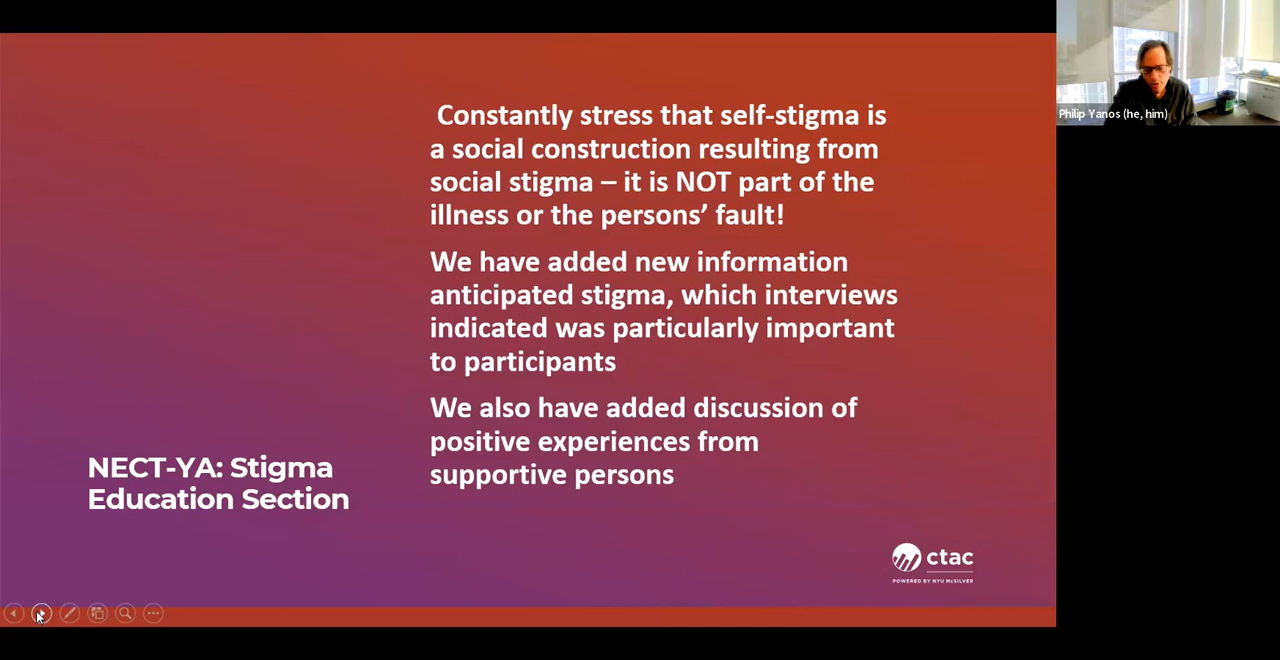 Constantly stress that self-stigma is
a social construction resulting from
social stigma – it is NOT part of the
illness or the persons’ fault!
We have added new information
anticipated stigma, which interviews
indicated was particularly important
to participants
We also have added discussion of
positive experiences from
supportive persons
NECT-YA: Stigma
Education Section
ctac
POWERED BY NYU McSILVER
Philip Yanos (he, him)